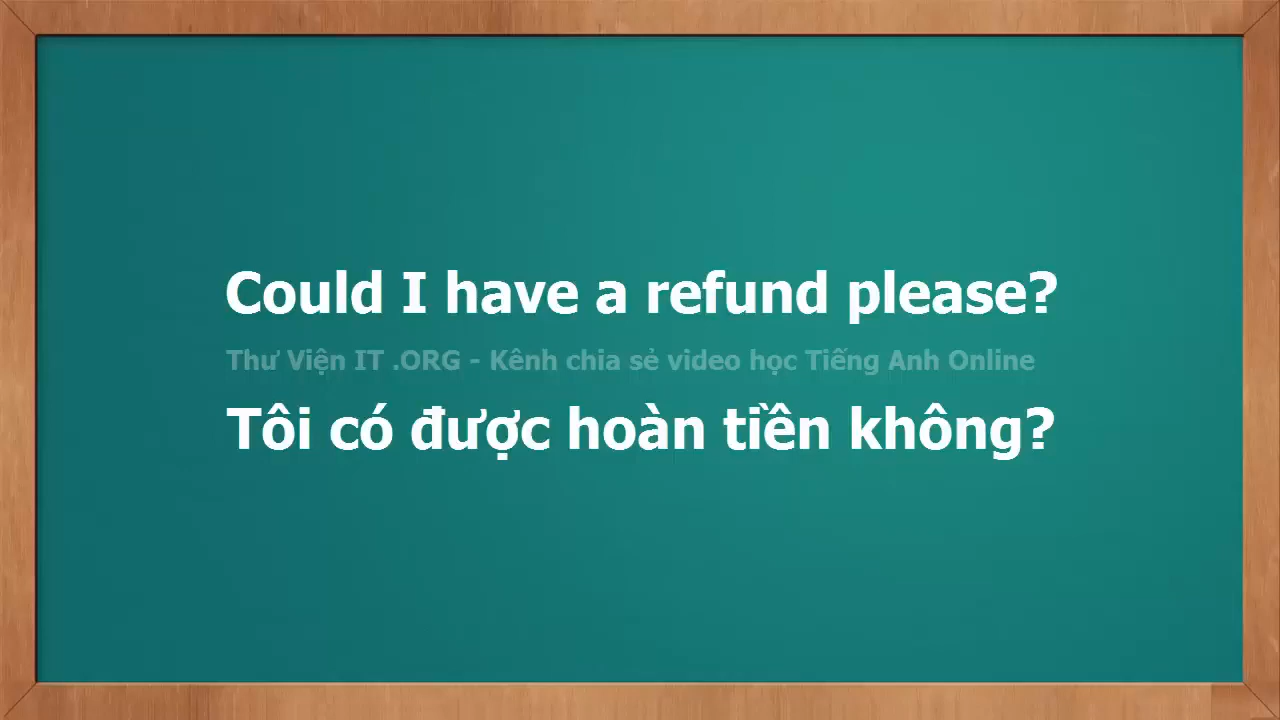 Could I have a refund please?
Thư Viện IT .ORG - Kênh chia sẻ video học Tiếng Anh Online
Tôi có được hoàn tiền không?